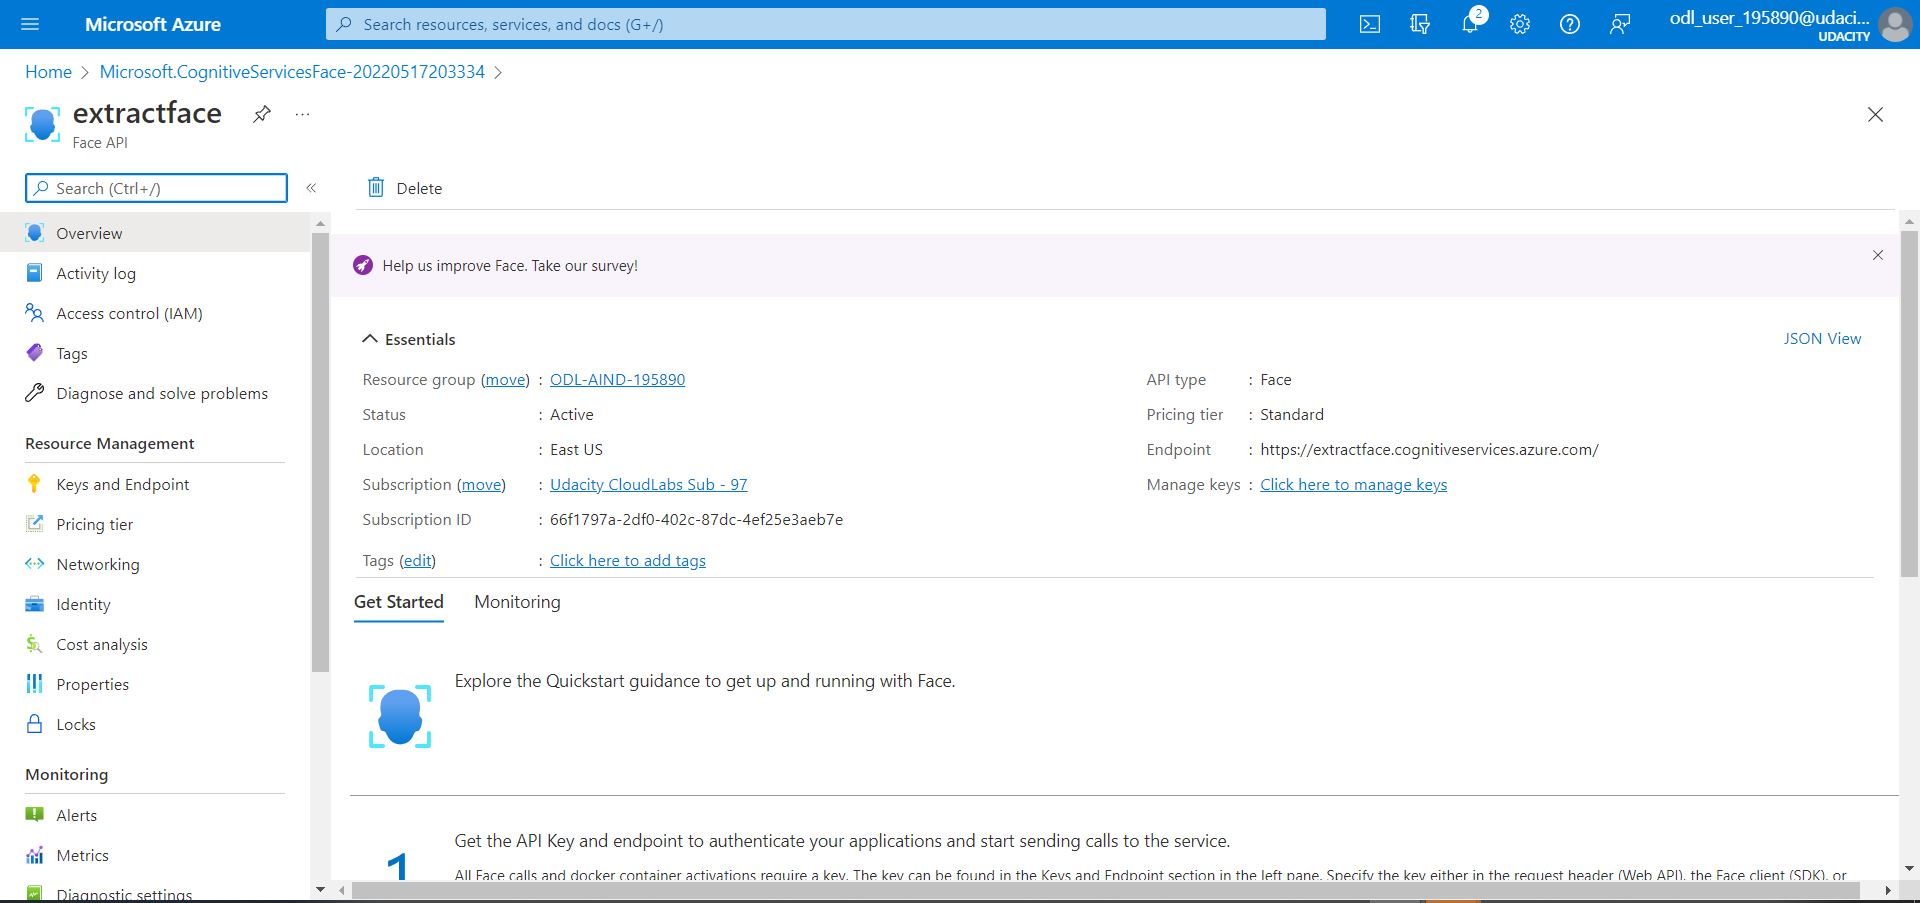 Microsoft Azure
Search resources, services, and docs (G+/)
2
odl_user_195890@udaci...
UDACITY
Home > Microsoft.CognitiveServicesFace-20220517203334 >
extractface
Face API
Search (Ctrl+/)
«
Delete
Overview
Activity log
Access control (IAM)
Tags
Diagnose and solve problems
Resource Management
Keys and Endpoint
Pricing tier
Networking
Identity
Cost analysis
Properties
Locks
Monitoring
Alerts
Metrics
Diagnostic settings
Help us improve Face. Take our survey!
Essentials
JSON View
Resource group (move) : ODL-AIND-195890
Status : Active
Location : East US
Subscription (move) : Udacity CloudLabs Sub - 97
Subscription ID : 66f1797a-2df0-402c-87dc-4ef25e3aeb7e
Tags (edit) : Click here to add tags
API type : Face
Pricing tier : Standard
Endpoint : https://extractface.cognitiveservices.azure.com/
Manage keys : Click here to manage keys
Get Started Monitoring
Explore the Quickstart guidance to get up and running with Face.
1
Get the API Key and endpoint to authenticate your applications and start sending calls to the service.
All Face calls and docker container activations require a key. The key can be found in the Keys and Endpoint section in the left pane. Specify the key either in the request header (Web API), the Face client (SDK), or